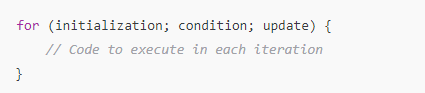 for (initialization; condition; update) {
    // Code to execute in each iteration
}